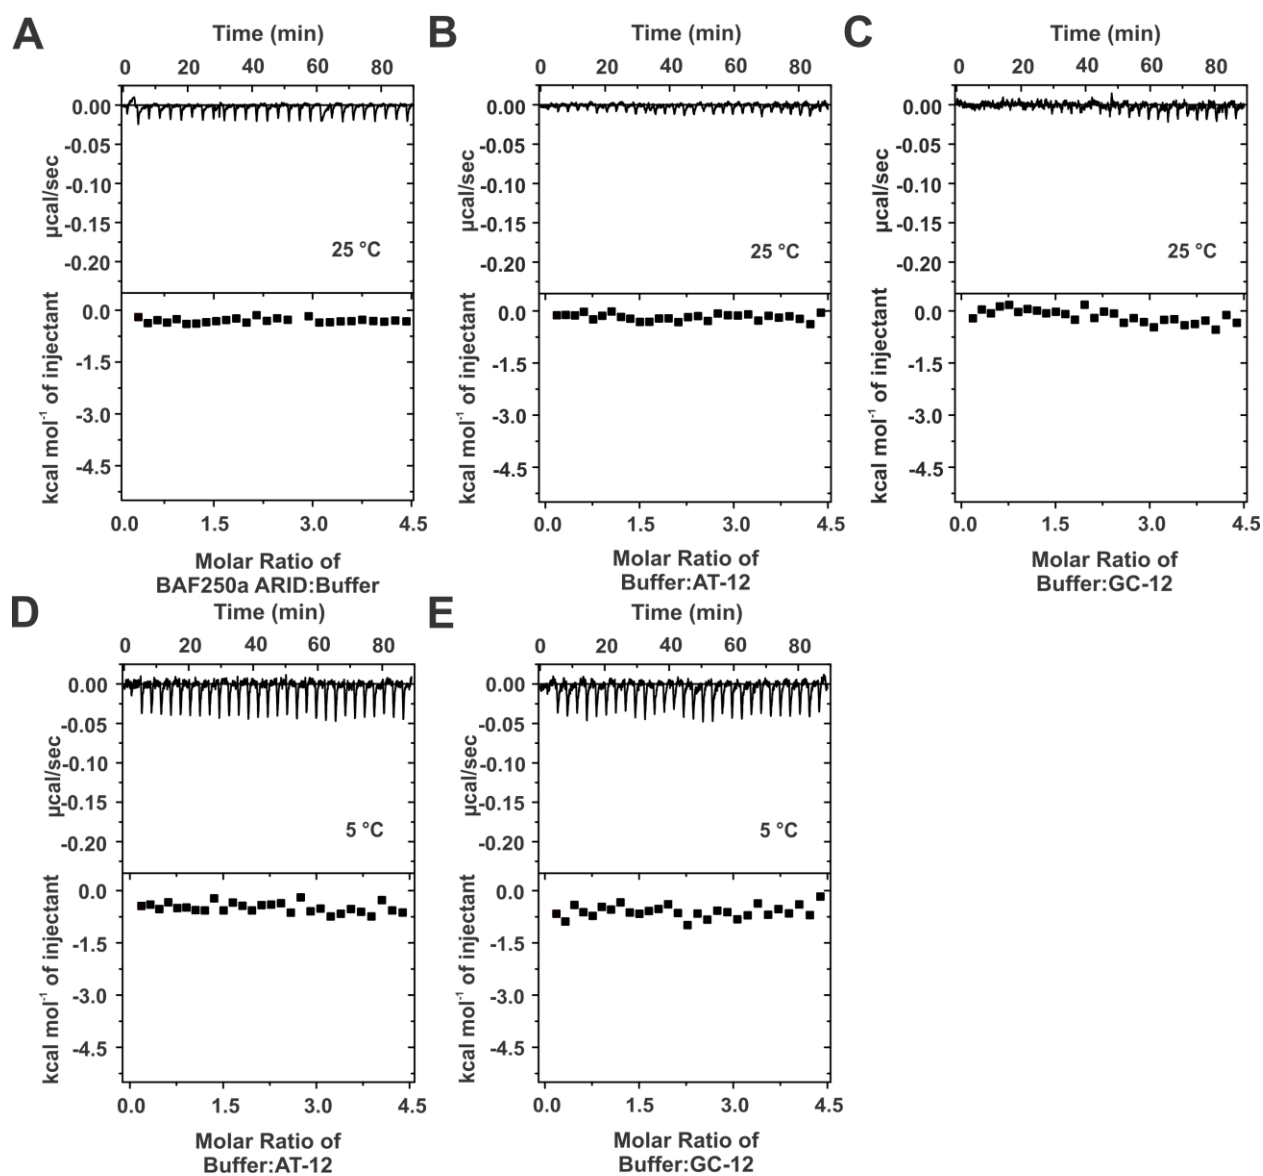 A
Time (min)
0 20 40 60 80
0.00
-0.05
-0.10
-0.15
-0.20
µcal/sec
25 °C
0.0
-1.5
-3.0
-4.5
kcal mol⁻¹ of injectant
0.0 1.5 3.0 4.5
Molar Ratio of
BAF250a ARID:Buffer
B
Time (min)
0 20 40 60 80
0.00
-0.05
-0.10
-0.15
-0.20
µcal/sec
25 °C
0.0
-1.5
-3.0
-4.5
kcal mol⁻¹ of injectant
0.0 1.5 3.0 4.5
Molar Ratio of
Buffer:AT-12
C
Time (min)
0 20 40 60 80
0.00
-0.05
-0.10
-0.15
-0.20
µcal/sec
25 °C
0.0
-1.5
-3.0
-4.5
kcal mol⁻¹ of injectant
0.0 1.5 3.0 4.5
Molar Ratio of
Buffer:GC-12
D
Time (min)
0 20 40 60 80
0.00
-0.05
-0.10
-0.15
-0.20
µcal/sec
5 °C
0.0
-1.5
-3.0
-4.5
kcal mol⁻¹ of injectant
0.0 1.5 3.0 4.5
Molar Ratio of
Buffer:AT-12
E
Time (min)
0 20 40 60 80
0.00
-0.05
-0.10
-0.15
-0.20
µcal/sec
5 °C
0.0
-1.5
-3.0
-4.5
kcal mol⁻¹ of injectant
0.0 1.5 3.0 4.5
Molar Ratio of
Buffer:GC-12